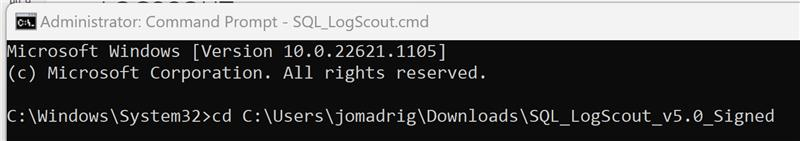 Administrator: Command Prompt - SQL_LogScout.cmd
Microsoft Windows [Version 10.0.22621.1105]
(c) Microsoft Corporation. All rights reserved.
C:\Windows\System32>cd C:\Users\jomadrig\Downloads\SQL_LogScout_v5.0_Signed